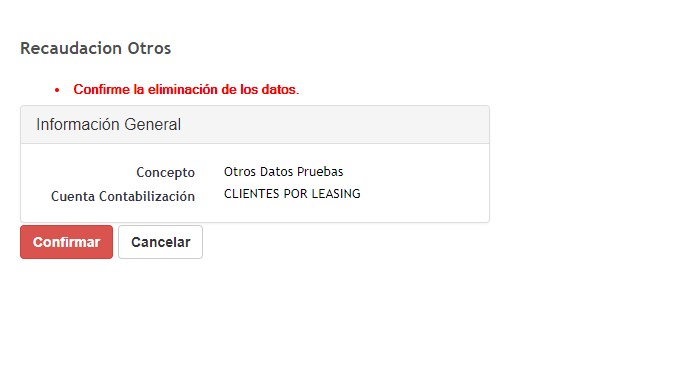 Recaudacion Otros
Confirme la eliminación de los datos.
Información General
Concepto Otros Datos Pruebas
Cuenta Contabilización CLIENTES POR LEASING
Confirmar Cancelar